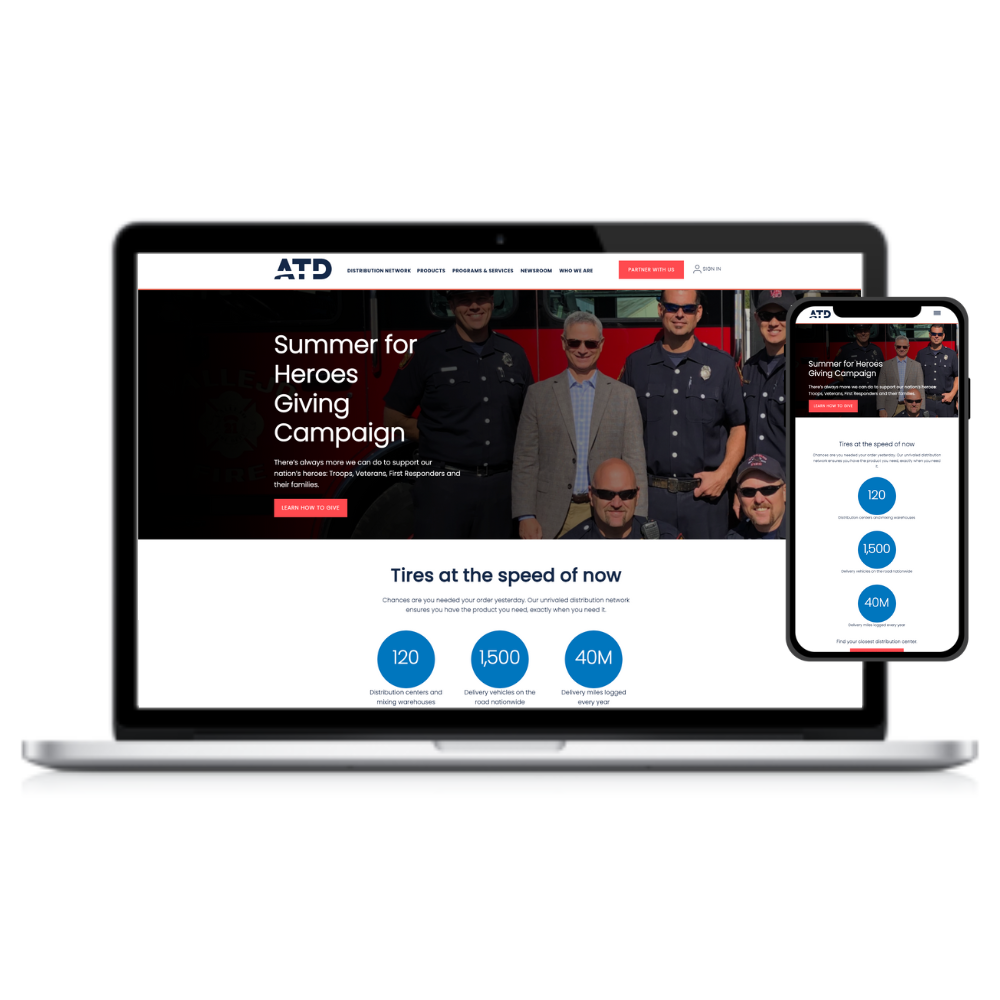 ATD
DISTRIBUTION NETWORK PRODUCTS PROGRAMS & SERVICES NEWSROOM WHO WE ARE PARTNER WITH US SIGN IN
Summer for
Heroes
Giving
Campaign
There's always more we can do to support our
nation's heroes: Troops, Veterans, First Responders and
their families.
LEARN HOW TO GIVE
Tires at the speed of now
Chances are you needed your order yesterday. Our unrivaled distribution network
ensures you have the product you need, exactly when you need it.
120 1,500 40M
Distribution centers and Delivery vehicles on the Delivery miles logged
mixing warehouses road nationwide every year
ATD
Summer for Heroes
Giving Campaign
There's always more we can do to support our nation's heroes:
Troops, Veterans, First Responders and their families.
LEARN HOW TO GIVE
Tires at the speed of now
Chances are you needed your order yesterday. Our unrivaled distribution
network ensures you have the product you need, exactly when you need
it.
120
Distribution centers and mixing warehouses
1,500
Delivery vehicles on the road nationwide
40M
Delivery miles logged every year
Find your closest distribution center